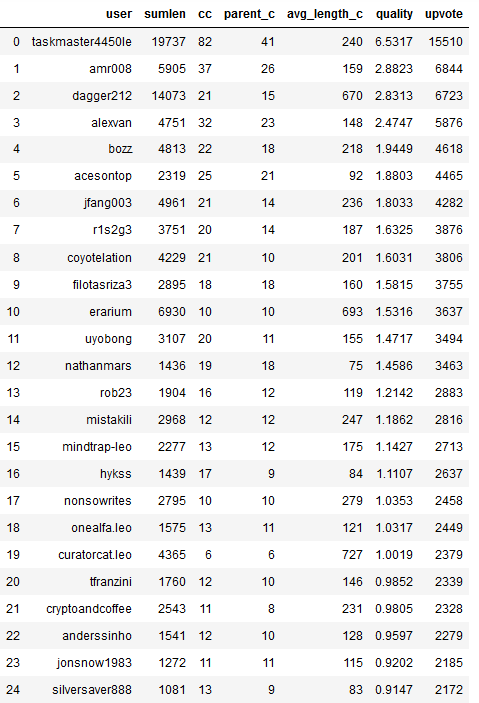 user sumlen cc parent_c avg_length_c quality upvote
0 taskmaster4450le 19737 82 41 240 6.5317 15510
1 amr008 5905 37 26 159 2.8823 6844
2 dagger212 14073 21 15 670 2.8313 6723
3 alexvan 4751 32 23 148 2.4747 5876
4 bozz 4813 22 18 218 1.9449 4618
5 acesontop 2319 25 21 92 1.8803 4465
6 jfang003 4961 21 14 236 1.8033 4282
7 r1s2g3 3751 20 14 187 1.6325 3876
8 coyotelation 4229 21 10 201 1.6031 3806
9 filotasriza3 2895 18 18 160 1.5815 3755
10 erarium 6930 10 10 693 1.5316 3637
11 uyobong 3107 20 11 155 1.4717 3494
12 nathanmars 1436 19 18 75 1.4586 3463
13 rob23 1904 16 12 119 1.2142 2883
14 mistakili 2968 12 12 247 1.1862 2816
15 mindtrap-leo 2277 13 12 175 1.1427 2713
16 hykss 1439 17 9 84 1.1107 2637
17 nonsowrites 2795 10 10 279 1.0353 2458
18 onealfa.leo 1575 13 11 121 1.0317 2449
19 curatorcat.leo 4365 6 6 727 1.0019 2379
20 tfranzini 1760 12 10 146 0.9852 2339
21 cryptoandcoffee 2543 11 8 231 0.9805 2328
22 anderssinho 1541 12 10 128 0.9597 2279
23 jonsnow1983 1272 11 11 115 0.9202 2185
24 silversaver888 1081 13 9 83 0.9147 2172